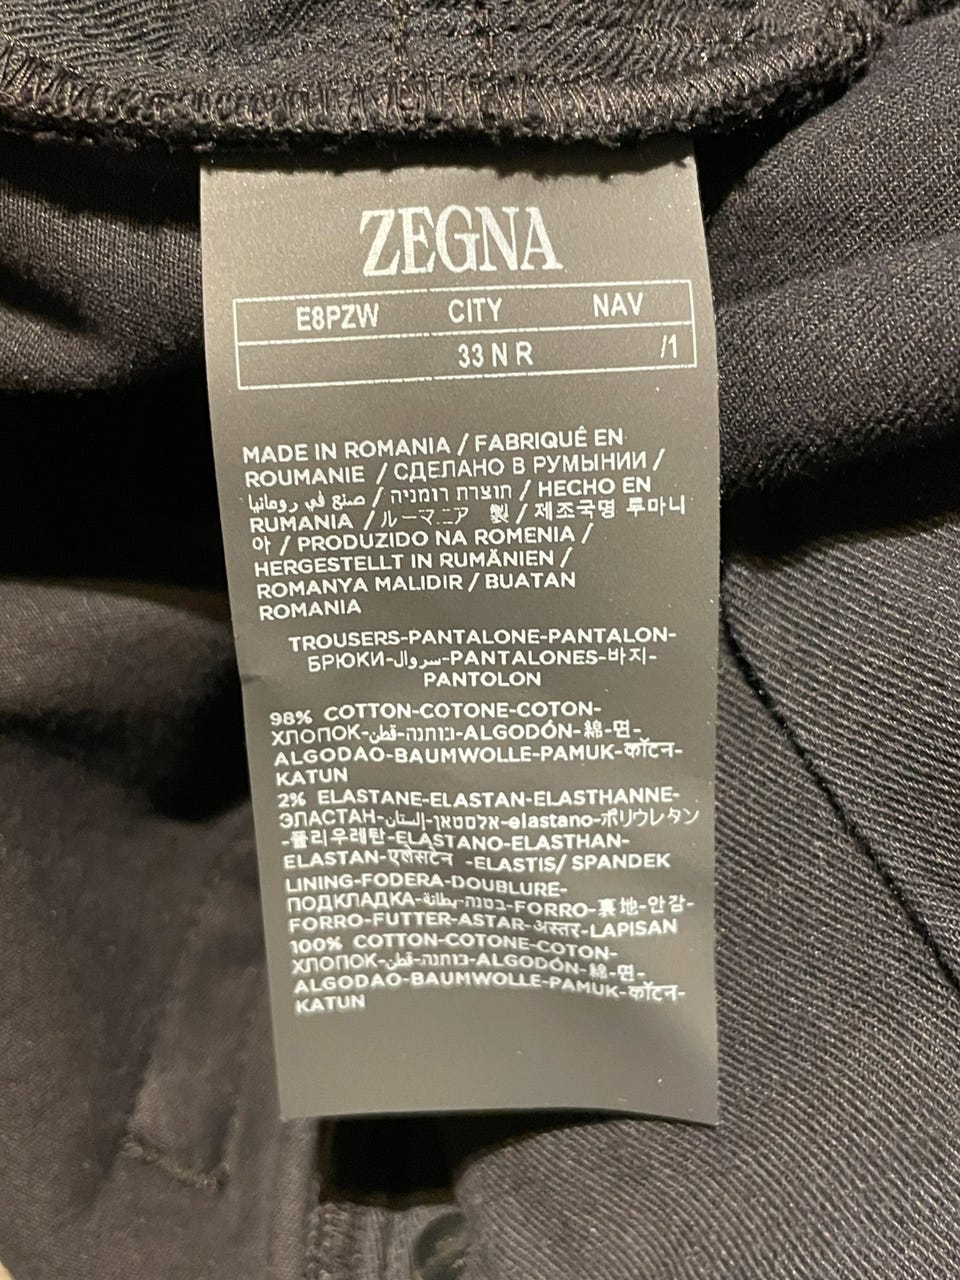 ZEGNA
E8PZW CITY NAV
33 N R /1
MADE IN ROMANIA / FABRIQUÊ EN
ROUMANIE / СДЕЛАНО В РУМЫНИИ /
صنع في رومانيا / תוצרת רומניה / HECHO EN
RUMANIA / ルーマニア 製 / 제조국명 루마니
아 / PRODUZIDO NA ROMENIA /
HERGESTELLT IN RUMÄNIEN /
ROMANYA MALIDIR / BUATAN
ROMANIA
TROUSERS-PANTALONE-PANTALON-
БРЮКИ-سروال-PANTALONES-바지-
PANTOLON
98% COTTON-COTONE-COTON-
ХЛОПОК-قطن-כותנה-ALGODÓN-綿-면-
ALGODAO-BAUMWOLLE-PAMUK-कॉटन-
KATUN
2% ELASTANE-ELASTAN-ELASTHANNE-
ЭЛАСТАН-إلستان-אלסטאן-elastano-ポリウレタン
-폴리우레탄-ELASTANO-ELASTHAN-
ELASTAN-एलासटेन -ELASTIS/ SPANDEK
LINING-FODERA-DOUBLURE-
ПОДКЛАДКА-بطانة-בטנה-FORRO-裏地-안감-
FORRO-FUTTER-ASTAR-अस्तर-LAPISAN
100% COTTON-COTONE-COTON-
ХЛОПОК-قطن-כותנה-ALGODÓN-綿-면-
ALGODAO-BAUMWOLLE-PAMUK-कॉटन-
KATUN